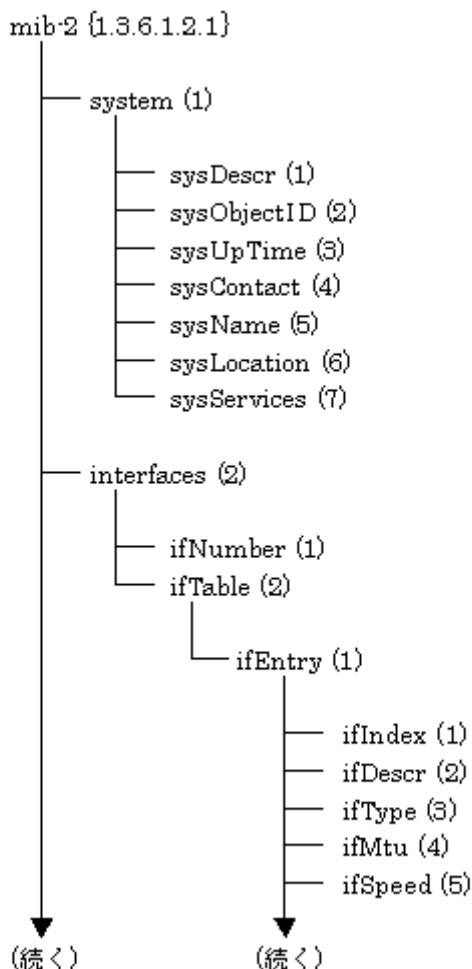 mib-2 {1.3.6.1.2.1}
system (1)
sysDescr (1)
sysObjectID (2)
sysUpTime (3)
sysContact (4)
sysName (5)
sysLocation (6)
sysServices (7)
interfaces (2)
ifNumber (1)
ifTable (2)
ifEntry (1)
ifIndex (1)
ifDescr (2)
ifType (3)
ifMtu (4)
ifSpeed (5)
(続く) (続く)